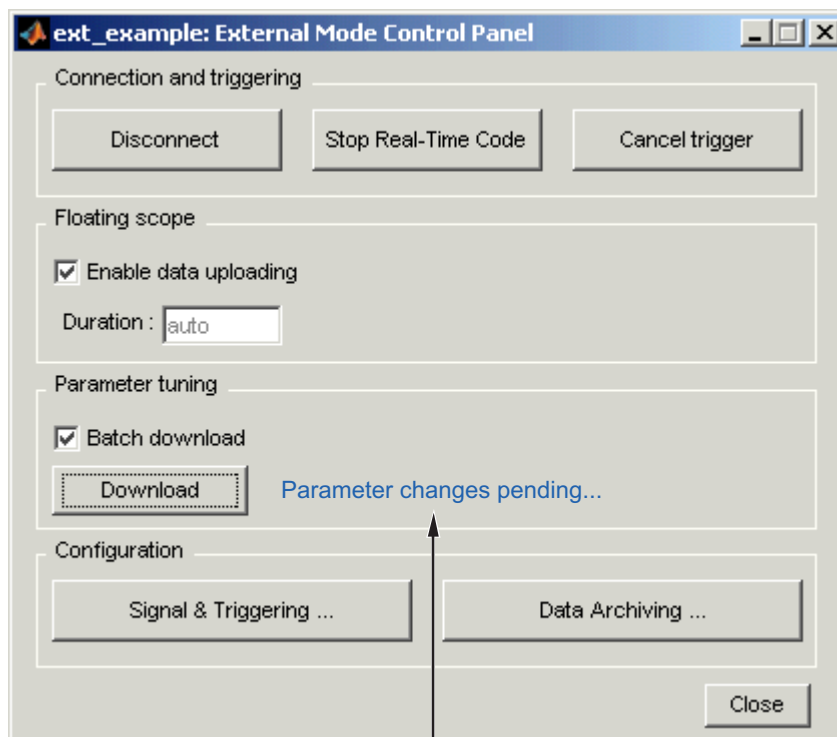 ext_example: External Mode Control Panel
Connection and triggering
Disconnect
Stop Real-Time Code
Cancel trigger
Floating scope
Enable data uploading
Duration : auto
Parameter tuning
Batch download
Download
Parameter changes pending...
Configuration
Signal & Triggering ...
Data Archiving ...
Close